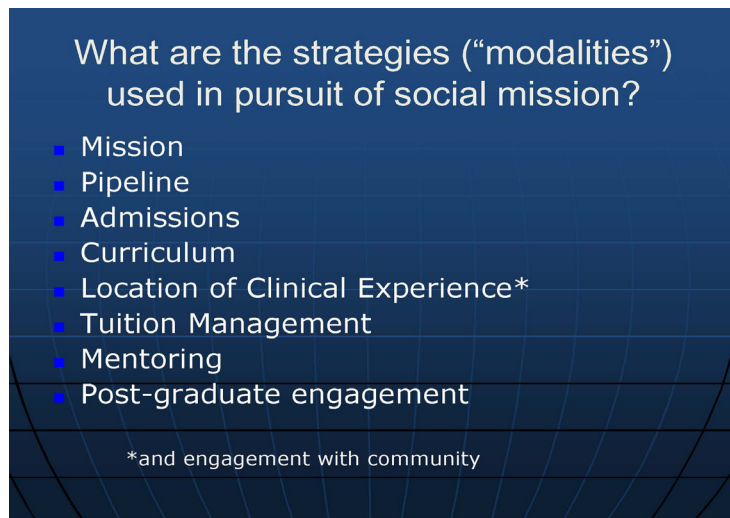 What are the strategies (“modalities”)
used in pursuit of social mission?
Mission
Pipeline
Admissions
Curriculum
Location of Clinical Experience*
Tuition Management
Mentoring
Post-graduate engagement
*and engagement with community